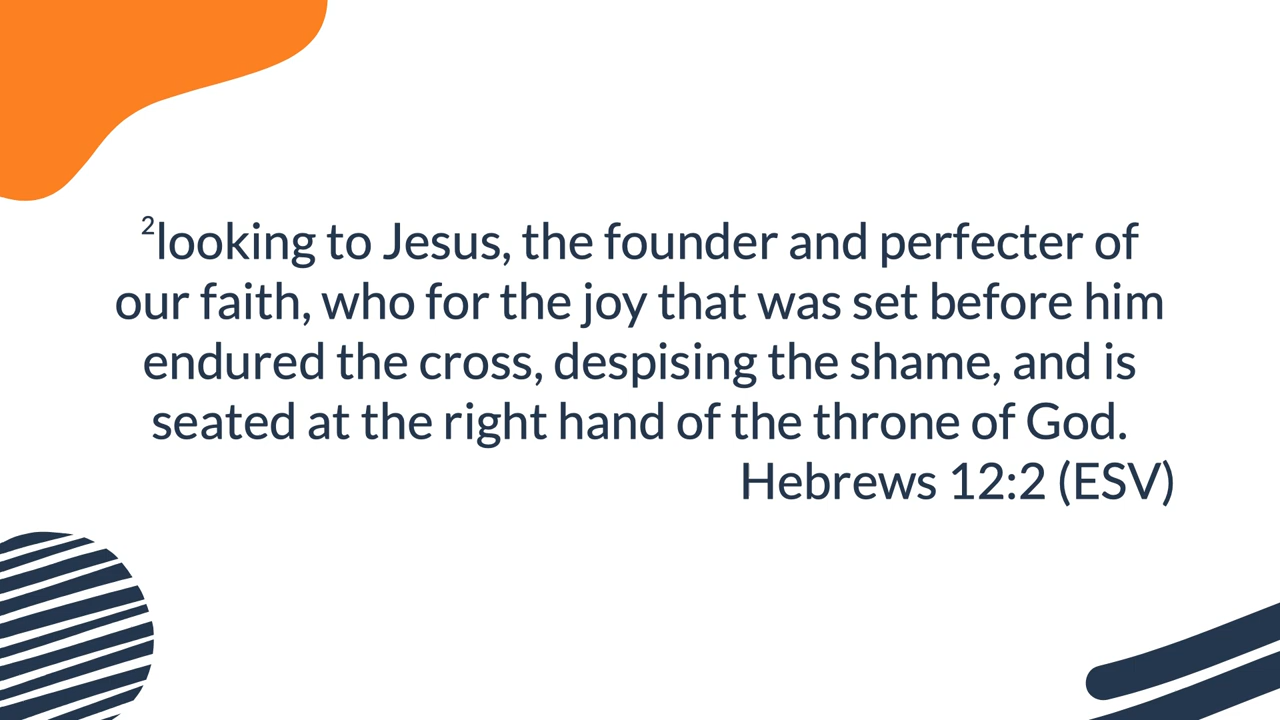 ²looking to Jesus, the founder and perfecter of
our faith, who for the joy that was set before him
endured the cross, despising the shame, and is
seated at the right hand of the throne of God.
Hebrews 12:2 (ESV)